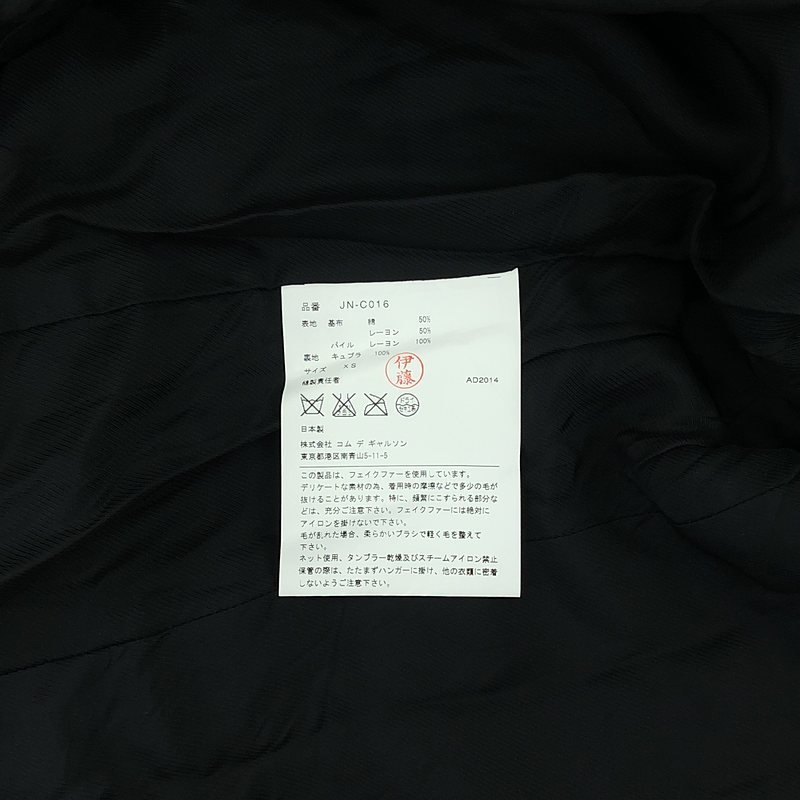 品番 JN-C016
表地 基布 綿 50%
レーヨン 50%
パイル レーヨン 100%
裏地 キュプラ 100%
サイズ XS
縫製責任者 伊藤 AD2014
ドライ セキユ系
日本製
株式会社 コム デ ギャルソン
東京都港区南青山5-11-5
この製品は、フェイクファーを使用しています。
デリケートな素材の為、着用時の摩擦などで多少の毛が
抜けることがあります。特に、頻繁にこすられる部分な
どは、充分ご注意下さい。フェイクファーには絶対に
アイロンを掛けないで下さい。
毛が乱れた場合、柔らかいブラシで軽く毛を整えて
下さい。
ネット使用、タンブラー乾燥及びスチームアイロン禁止
保管の際は、たたまずハンガーに掛け、他の衣類に密着
しないようご注意下さい。